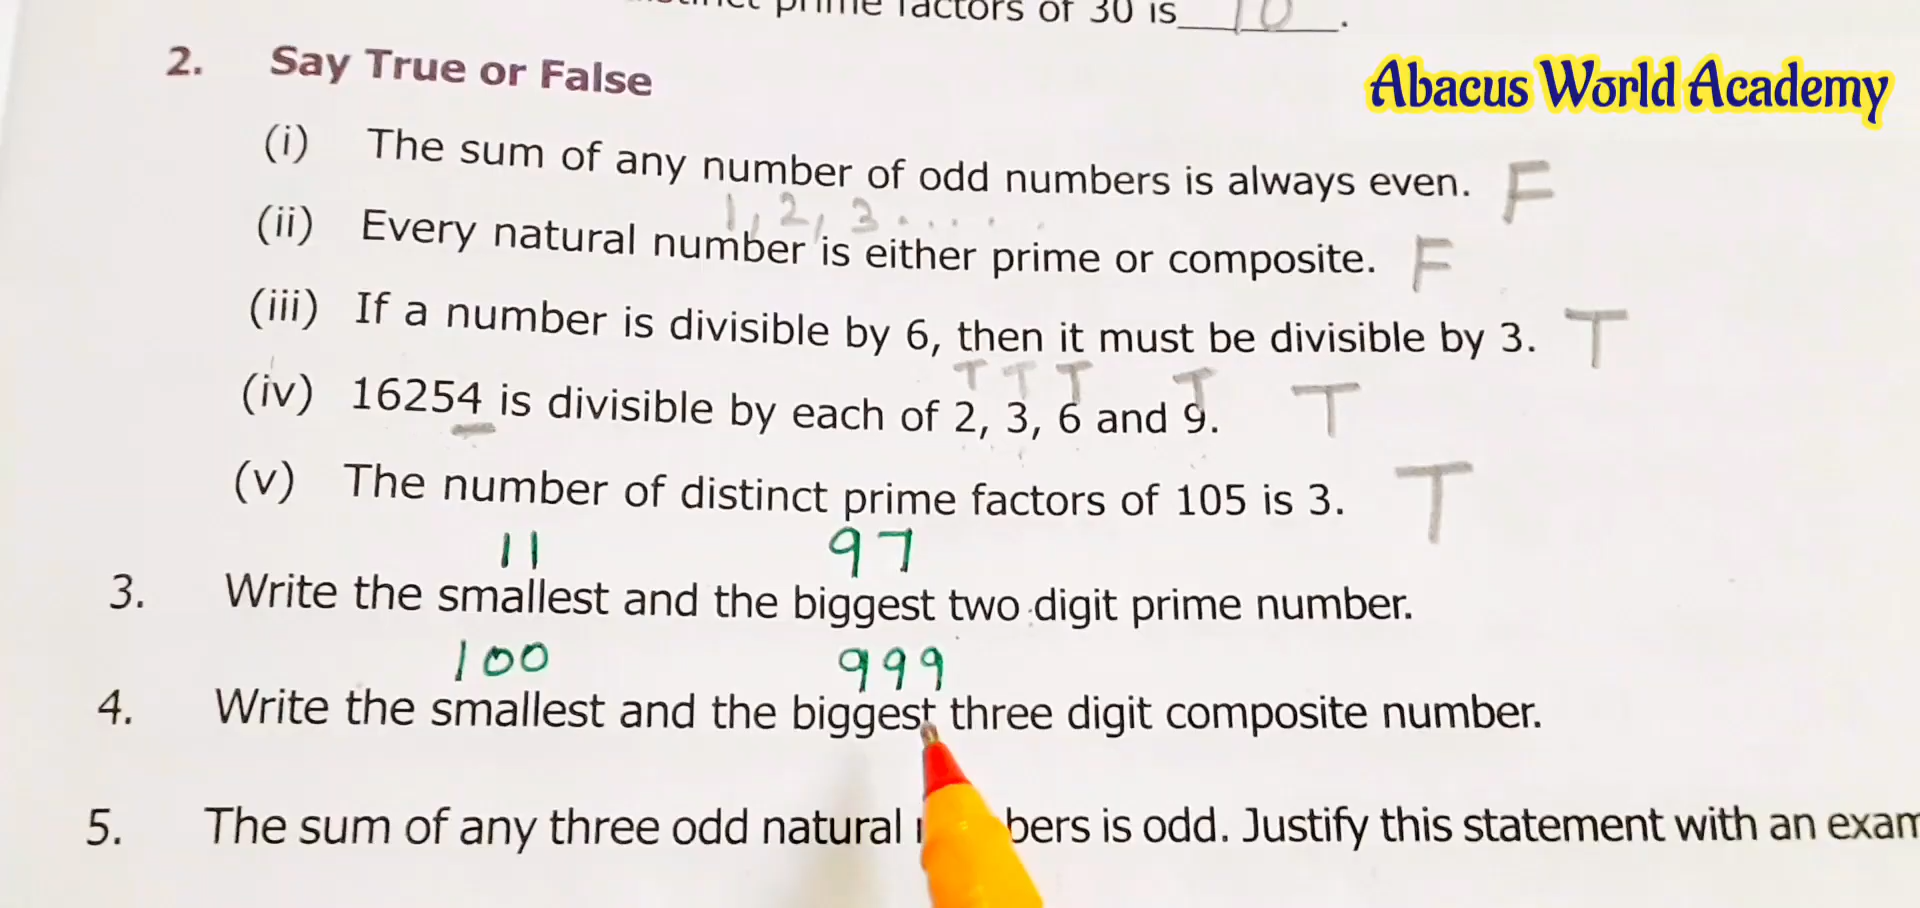 prime factors of 30 is 10.
Abacus World Academy
2. Say True or False
(i) The sum of any number of odd numbers is always even. F
1, 2, 3 . . . . .
(ii) Every natural number is either prime or composite. F
(iii) If a number is divisible by 6, then it must be divisible by 3. T
T T T T
(iv) 16254 is divisible by each of 2, 3, 6 and 9. T
(v) The number of distinct prime factors of 105 is 3. T
11 97
3. Write the smallest and the biggest two digit prime number.
100 999
4. Write the smallest and the biggest three digit composite number.
5. The sum of any three odd natural bers is odd. Justify this statement with an exam